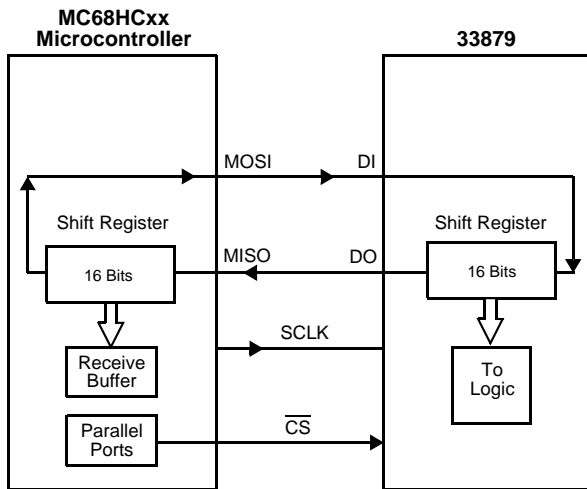 MC68HCxx
Microcontroller
33879
MOSI
DI
Shift Register
Shift Register
MISO
DO
16 Bits
16 Bits
SCLK
Receive
Buffer
To
Logic
Parallel
Ports
CS